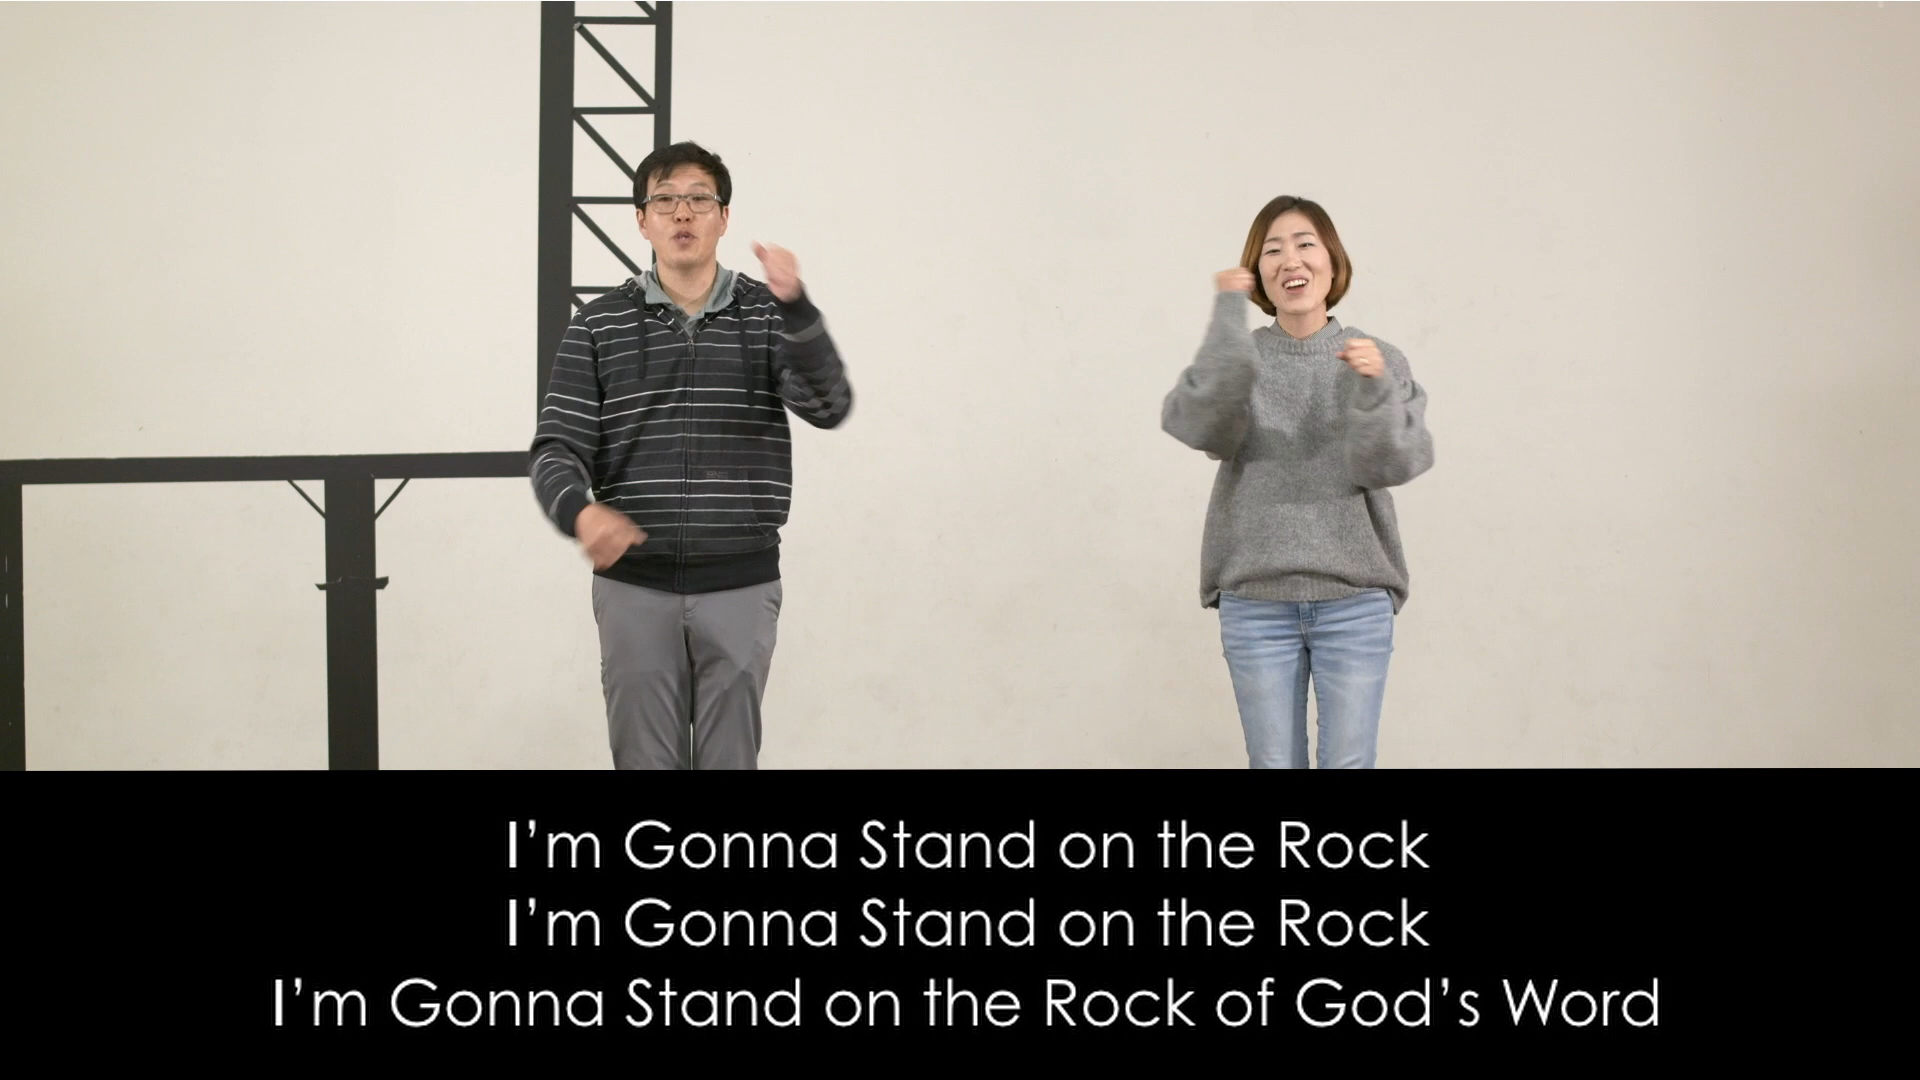 I'm Gonna Stand on the Rock
I'm Gonna Stand on the Rock
I'm Gonna Stand on the Rock of God's Word